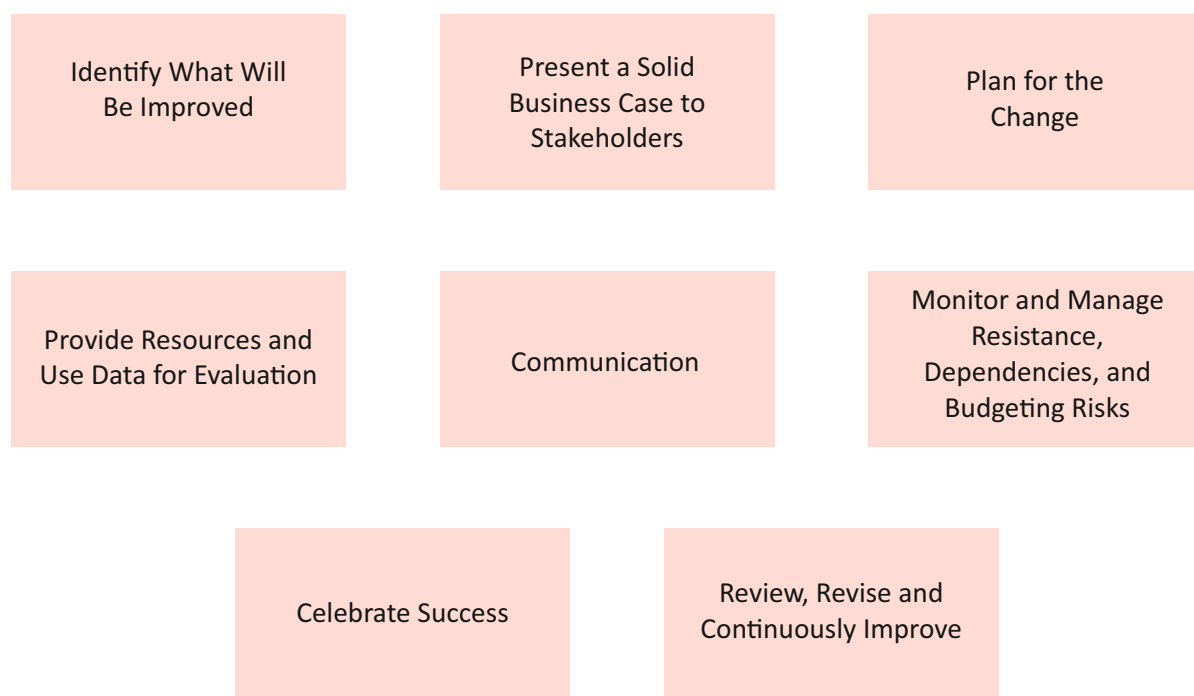 Identify What Will
Be Improved
Present a Solid
Business Case to
Stakeholders
Plan for the
Change
Provide Resources and
Use Data for Evaluation
Communication
Monitor and Manage
Resistance,
Dependencies, and
Budgeting Risks
Celebrate Success
Review, Revise and
Continuously Improve